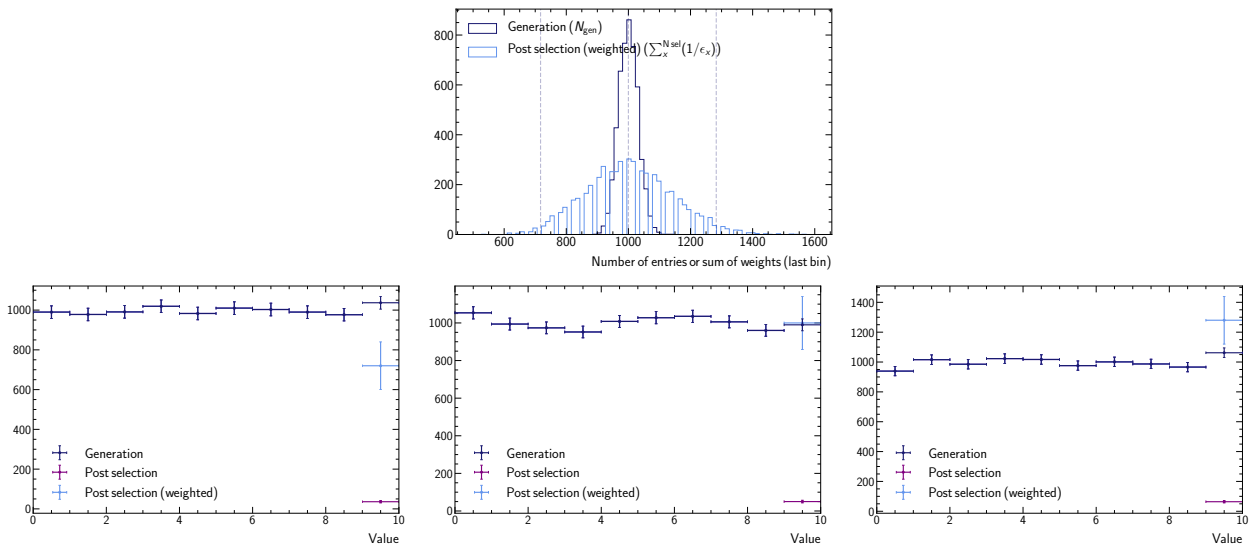 Generation (N_gen)
Post selection (weighted) (∑_x^{N sel} (1/ϵ_x))
800
600
400
200
0
600 800 1000 1200 1400 1600
Number of entries or sum of weights (last bin)
1000
800
600
400
200
0
Generation
Post selection
Post selection (weighted)
0 2 4 6 8 10
Value
1000
800
600
400
200
0
Generation
Post selection
Post selection (weighted)
0 2 4 6 8 10
Value
1400
1200
1000
800
600
400
200
0
Generation
Post selection
Post selection (weighted)
0 2 4 6 8 10
Value